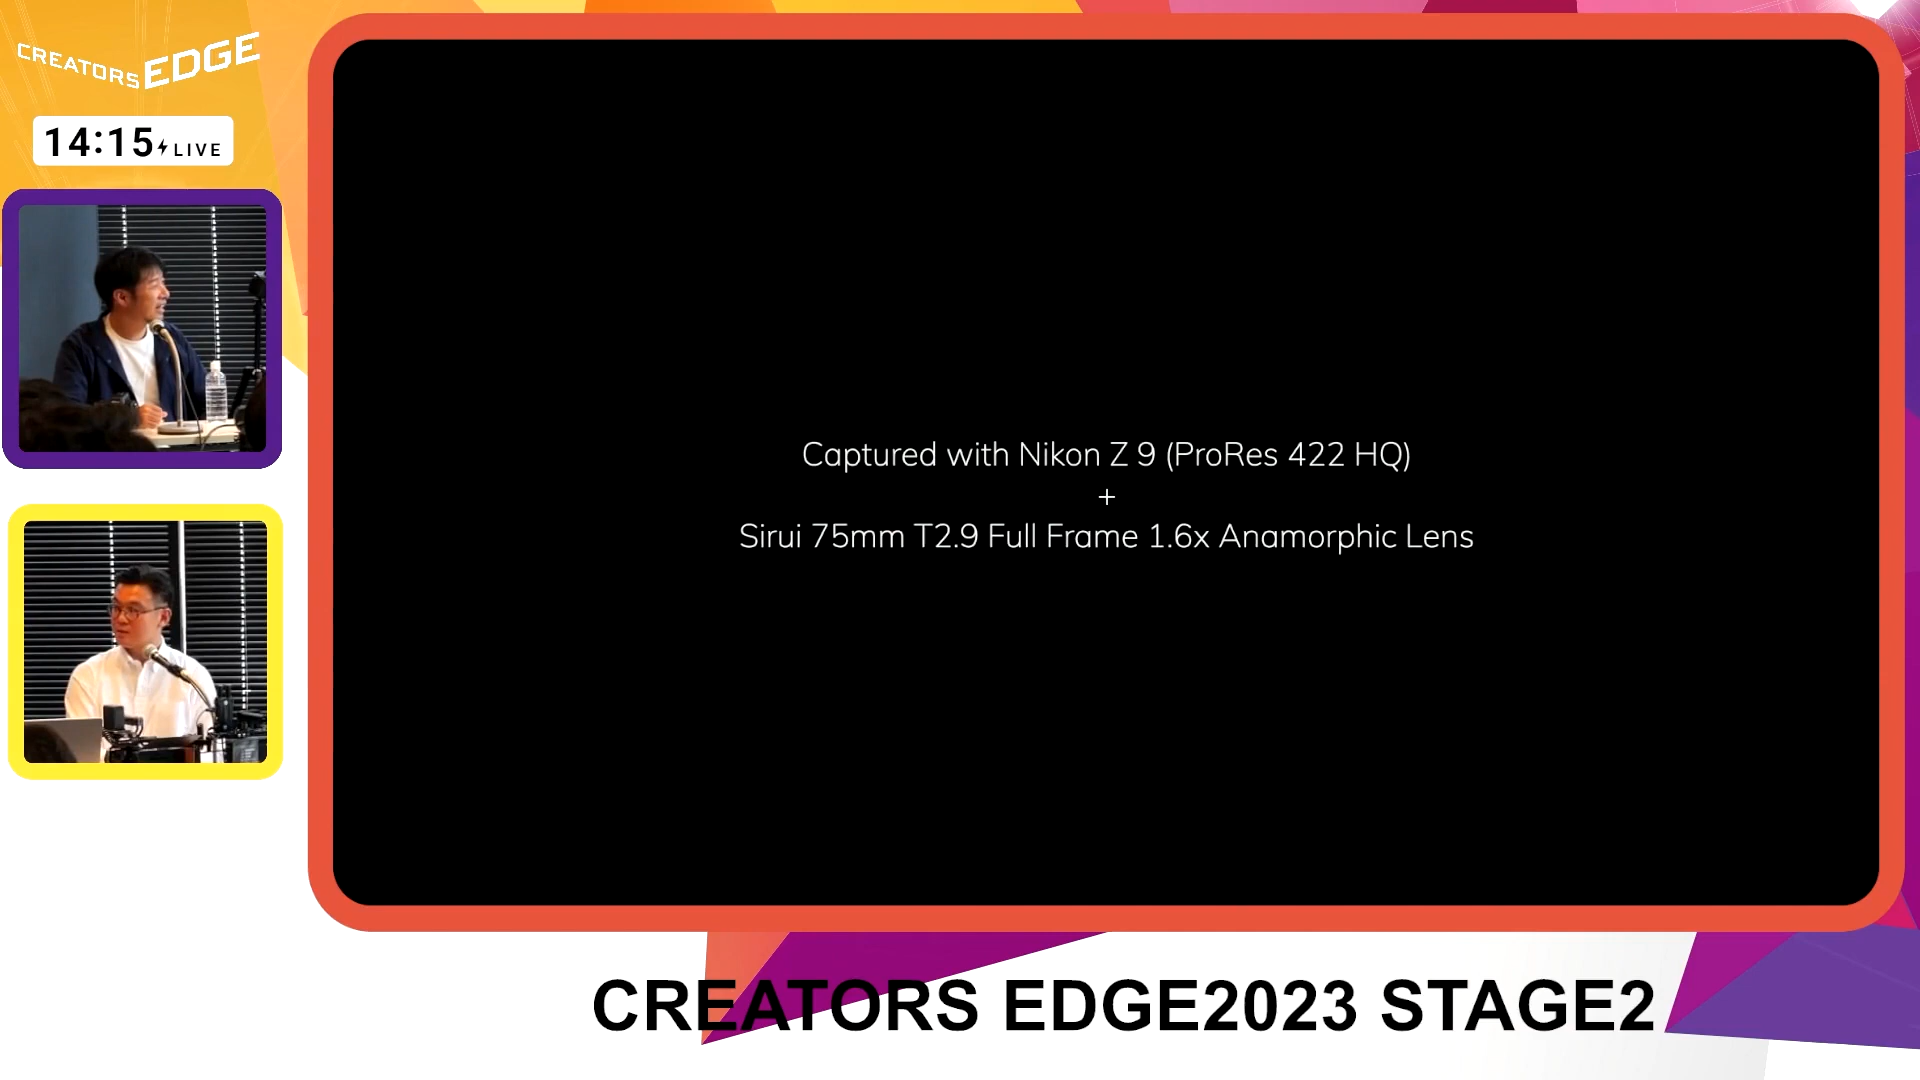 CREATORS EDGE
14:15 LIVE
Captured with Nikon Z 9 (ProRes 422 HQ)
+
Sirui 75mm T2.9 Full Frame 1.6x Anamorphic Lens
CREATORS EDGE2023 STAGE2